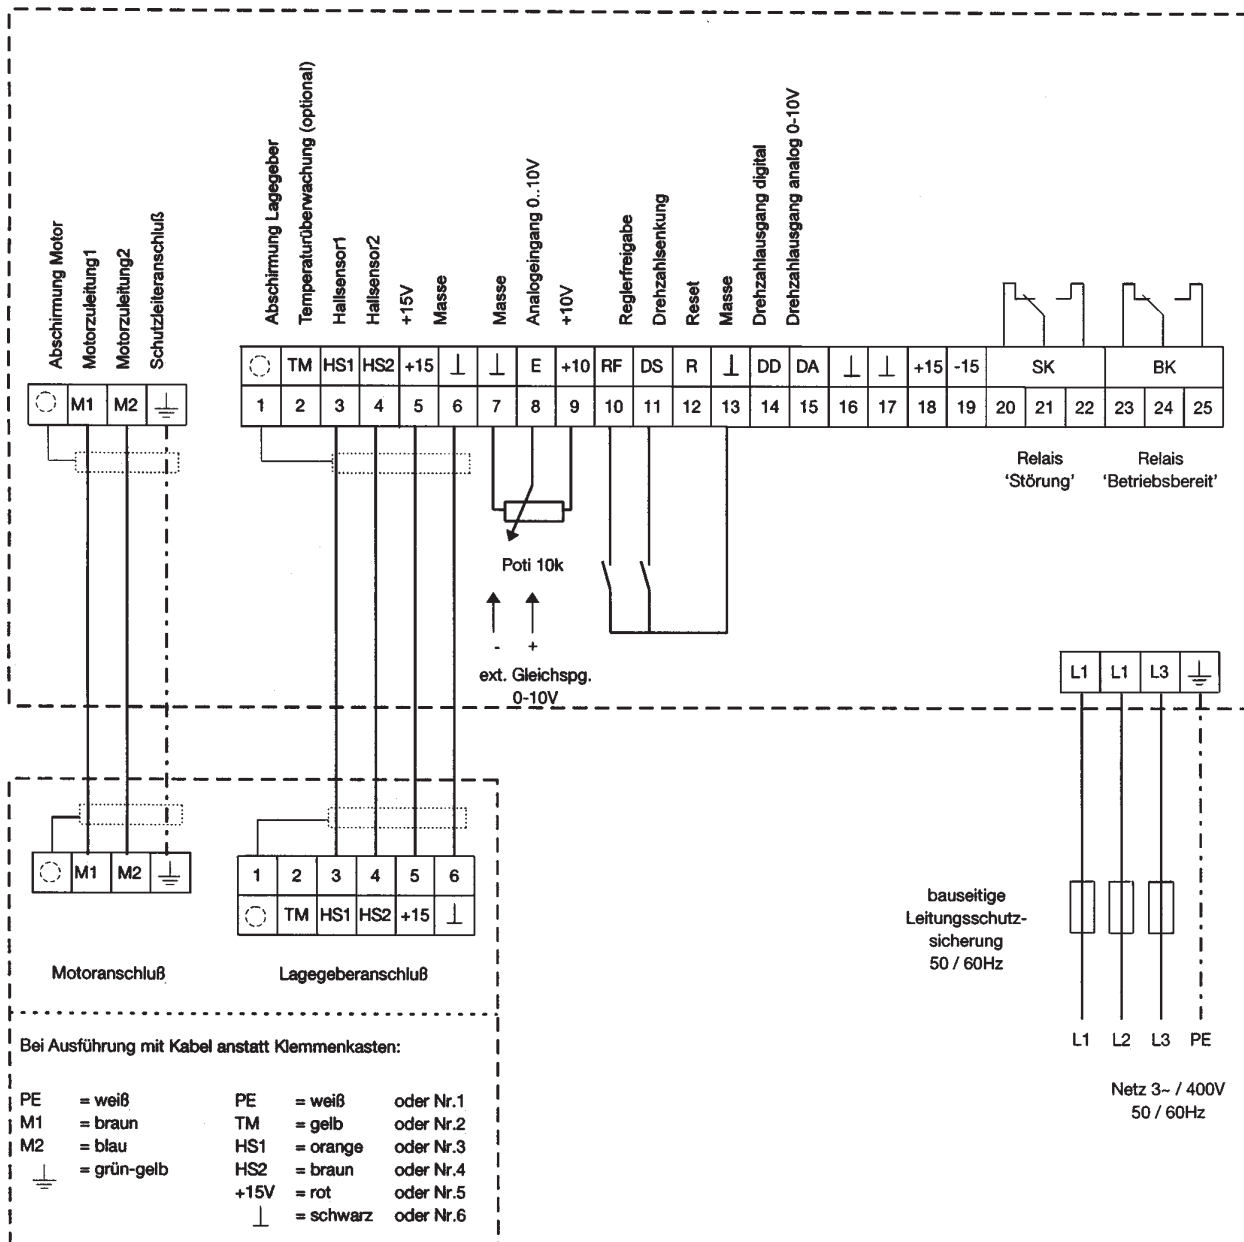 Abschirmung Motor
Motorzuleitung1
Motorzuleitung2
Schutzleiteranschluß
Abschirmung Lagegeber
Temperaturüberwachung (optional)
Hallsensor1
Hallsensor2
+15V
Masse
Masse
Analogeingang 0..10V
+10V
Reglerfreigabe
Drehzahlsenkung
Reset
Masse
Drehzahlausgang digital
Drehzahlausgang analog 0-10V
M1 M2
TM HS1 HS2 +15 E +10 RF DS R DD DA +15 -15 SK BK
1 2 3 4 5 6 7 8 9 10 11 12 13 14 15 16 17 18 19 20 21 22 23 24 25
Relais
'Störung'
Relais
'Betriebsbereit'
Poti 10k
- +
ext. Gleichspg.
0-10V
L1 L1 L3
M1 M2
1 2 3 4 5 6
TM HS1 HS2 +15
Motoranschluß
Lagegeberanschluß
bauseitige
Leitungsschutz-
sicherung
50 / 60Hz
L1 L2 L3 PE
Netz 3~ / 400V
50 / 60Hz
Bei Ausführung mit Kabel anstatt Klemmenkasten:
PE = weiß
M1 = braun
M2 = blau
= grün-gelb
PE = weiß oder Nr.1
TM = gelb oder Nr.2
HS1 = orange oder Nr.3
HS2 = braun oder Nr.4
+15V = rot oder Nr.5
= schwarz oder Nr.6